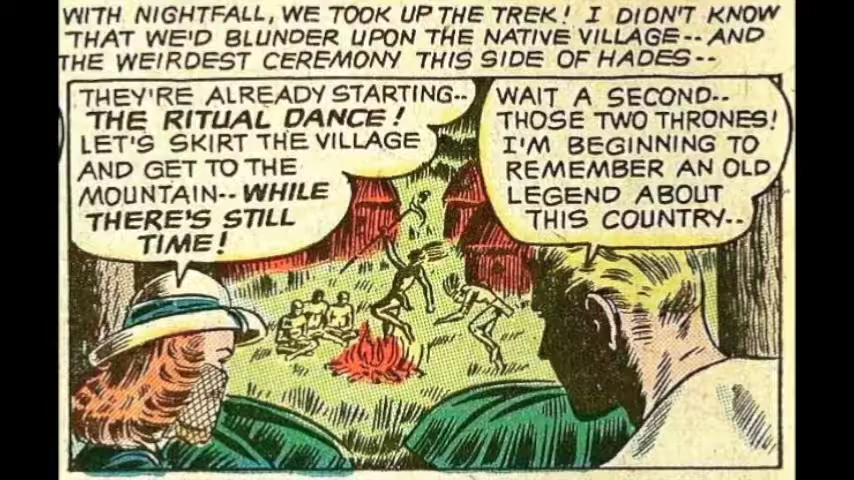 WITH NIGHTFALL, WE TOOK UP THE TREK! I DIDN'T KNOW
THAT WE'D BLUNDER UPON THE NATIVE VILLAGE--AND
THE WEIRDEST CEREMONY THIS SIDE OF HADES--
THEY'RE ALREADY STARTING--
THE RITUAL DANCE!
LET'S SKIRT THE VILLAGE
AND GET TO THE
MOUNTAIN--WHILE
THERE'S STILL
TIME!
WAIT A SECOND--
THOSE TWO THRONES!
I'M BEGINNING TO
REMEMBER AN OLD
LEGEND ABOUT
THIS COUNTRY--